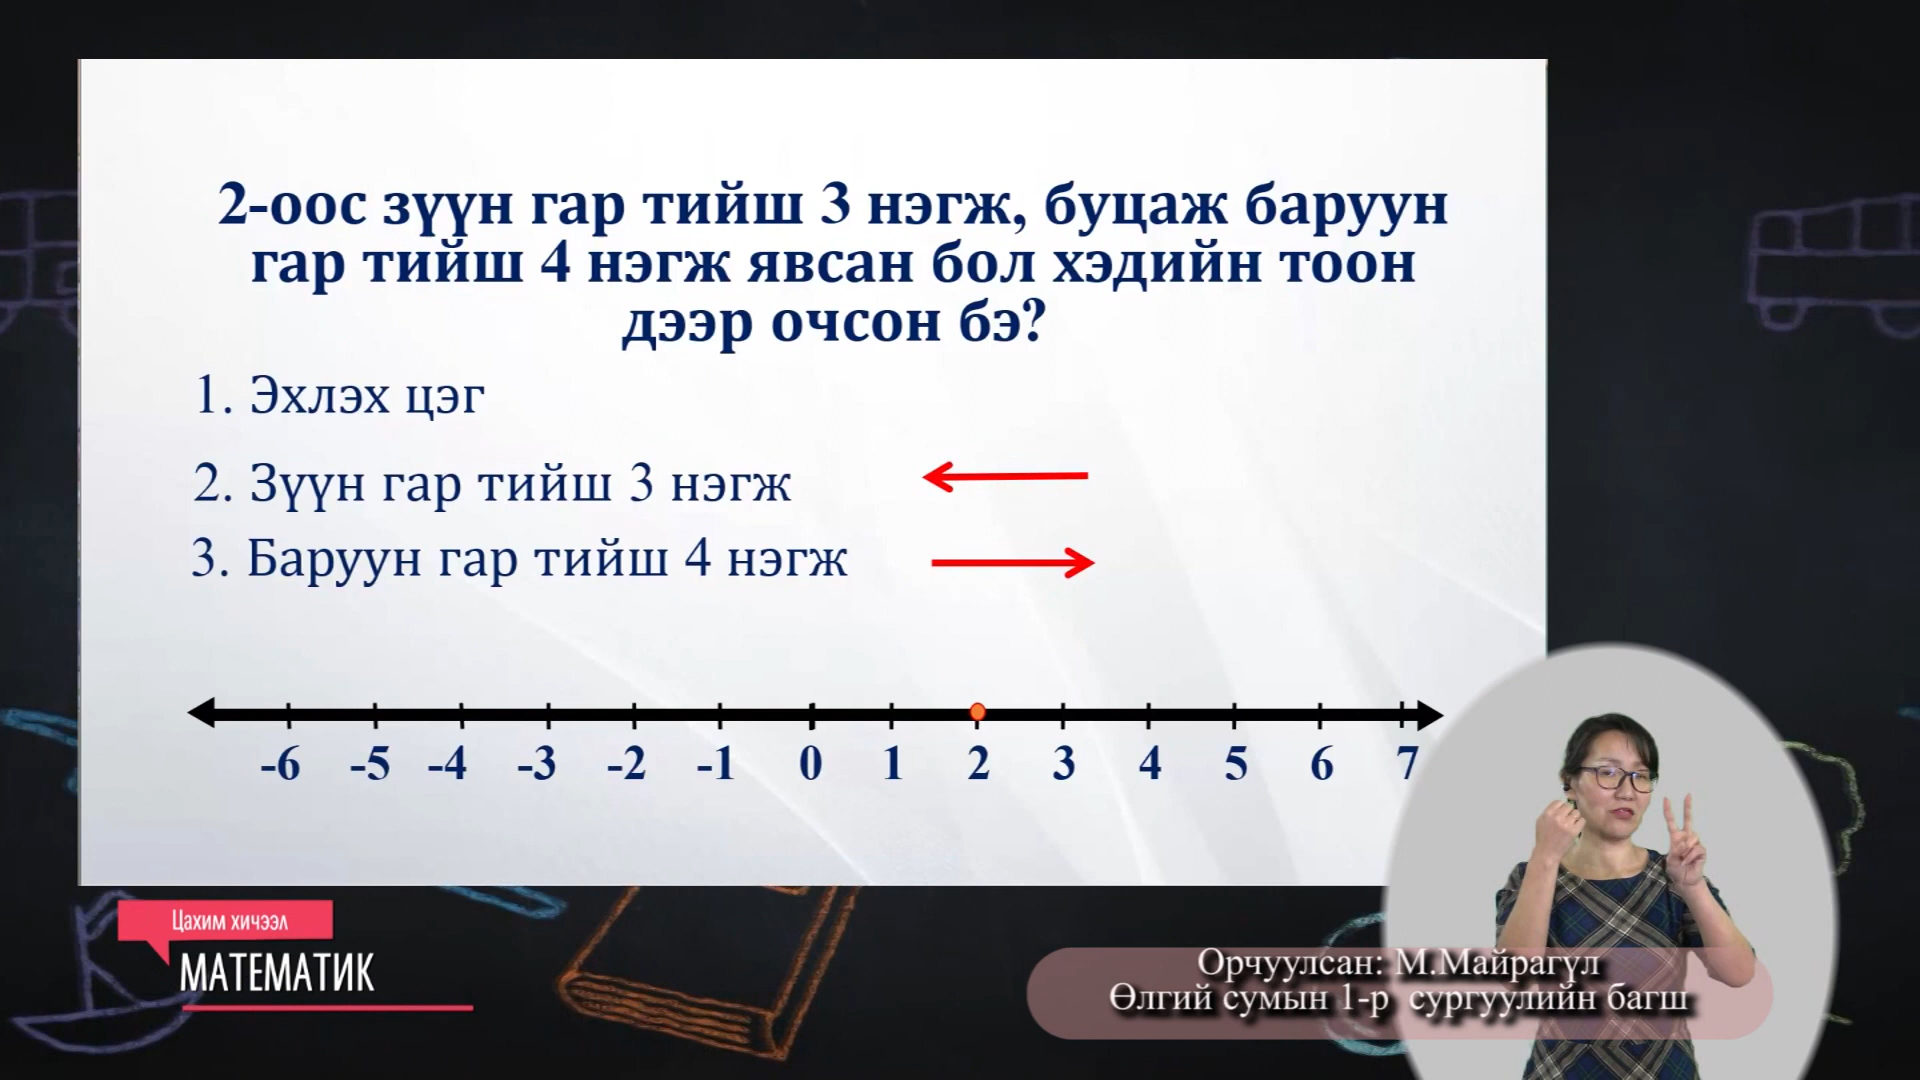 2-оос зүүн гар тийш 3 нэгж, буцаж баруун
гар тийш 4 нэгж явсан бол хэдийн тоон
дээр очсон бэ?
1. Эхлэх цэг
2. Зүүн гар тийш 3 нэгж
3. Баруун гар тийш 4 нэгж
-6 -5 -4 -3 -2 -1 0 1 2 3 4 5 6 7
Цахим хичээл
МАТЕМАТИК
Орчуулсан: М.Майрагүл
Өлгий сумын 1-р сургуулийн багш